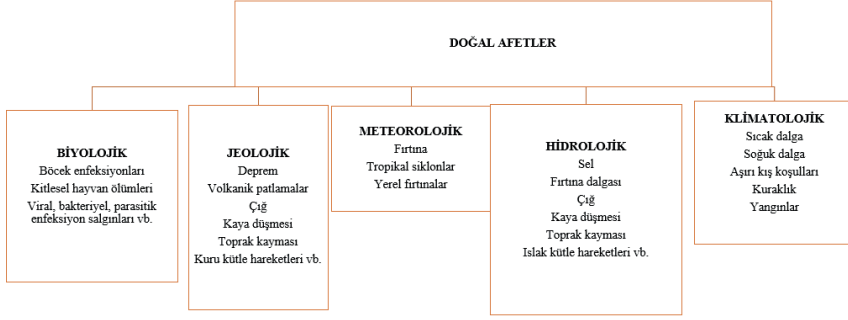 DOĞAL AFETLER
BİYOLOJİK
Böcek enfeksiyonları
Kitlesel hayvan ölümleri
Viral, bakteriyel, parasitik
enfeksiyon salgınları vb.
JEOLOJİK
Deprem
Volkanik patlamalar
Çığ
Kaya düşmesi
Toprak kayması
Kuru kütle hareketleri vb.
METEOROLOJİK
Fırtına
Tropikal siklonlar
Yerel fırtınalar
HİDROLOJİK
Sel
Fırtına dalgası
Çığ
Kaya düşmesi
Toprak kayması
Islak kütle hareketleri vb.
KLİMATOLOJİK
Sıcak dalga
Soğuk dalga
Aşırı kış koşulları
Kuraklık
Yangınlar